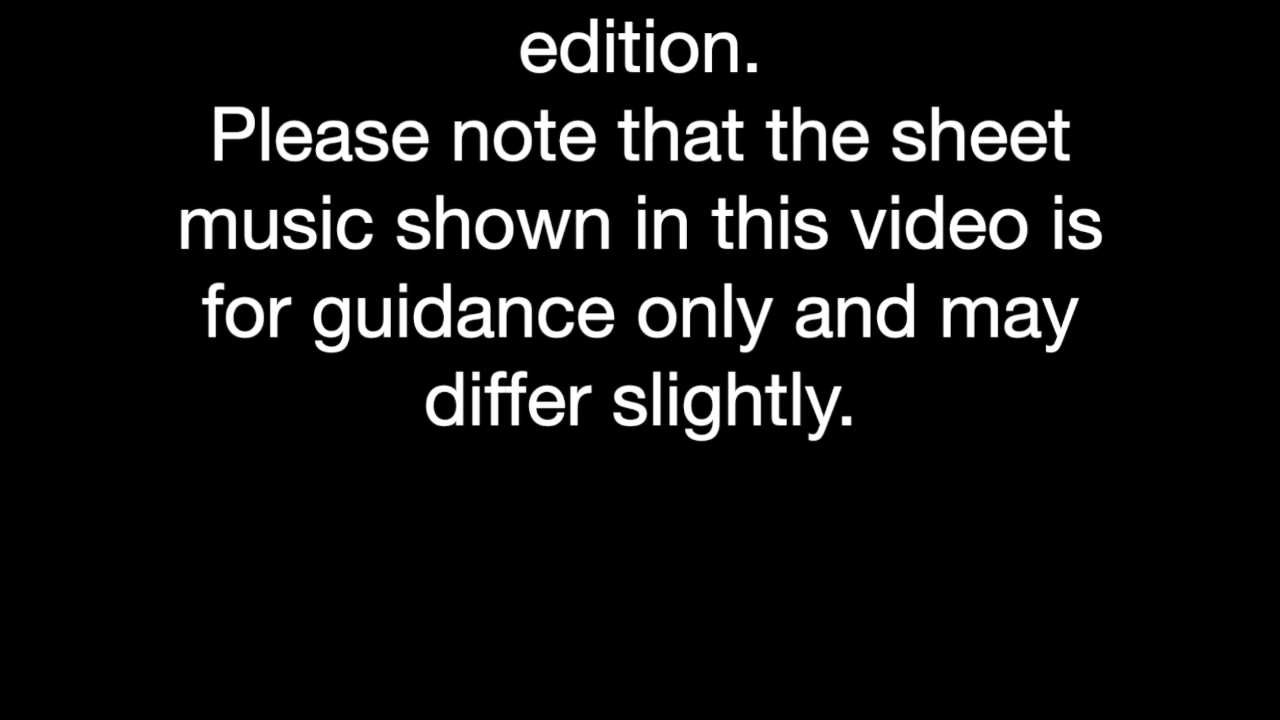 edition.
Please note that the sheet
music shown in this video is
for guidance only and may
differ slightly.